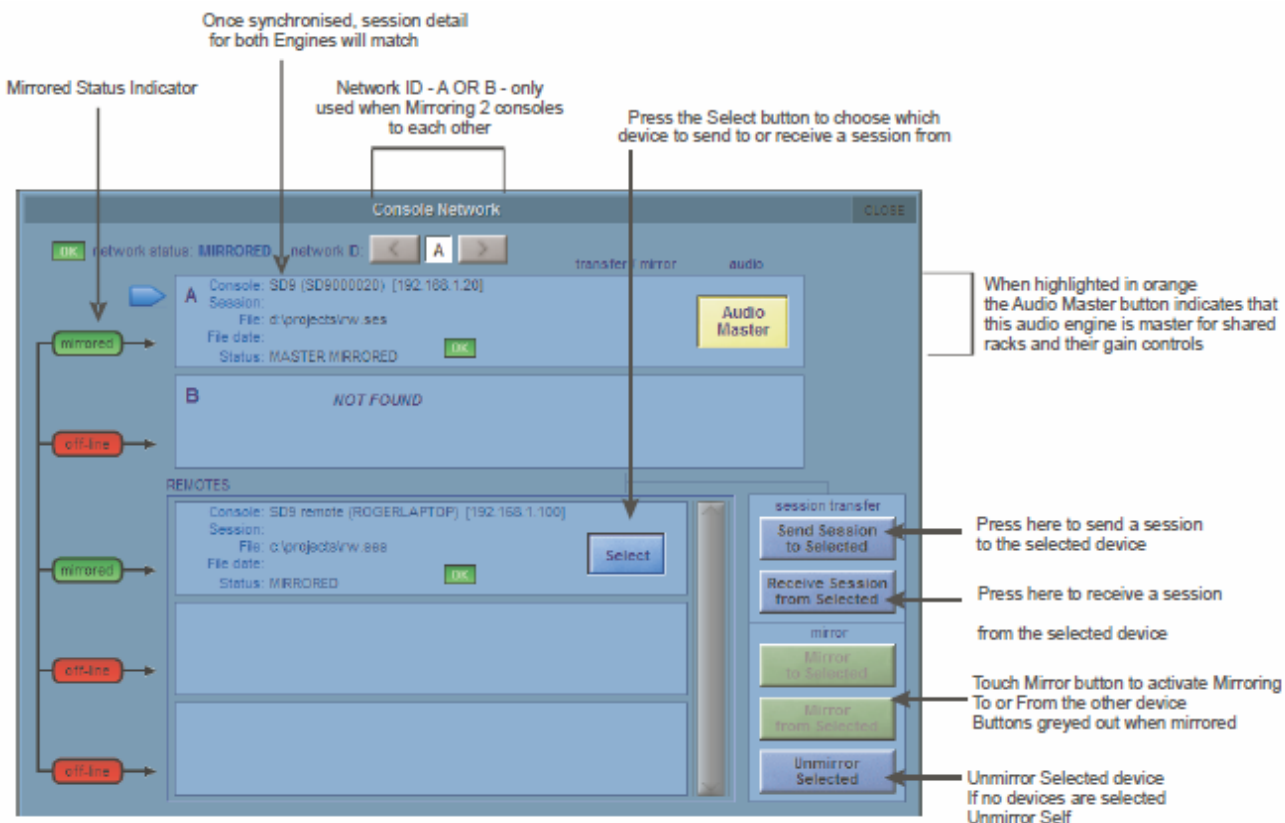 Once synchronised, session detail
for both Engines will match
Mirrored Status Indicator
Network ID - A OR B - only
used when Mirroring 2 consoles
to each other
Press the Select button to choose which
device to send to or receive a session from
Console Network
CLOSE
OK network status: MIRRORED network ID: < A >
transfer / mirror audio
A Console: SD9 (SD9000020) [192.168.1.20]
Session:
File: d:\projects\rw.ses
File date:
Status: MASTER MIRRORED OK
Audio
Master
When highlighted in orange
the Audio Master button indicates that
this audio engine is master for shared
racks and their gain controls
mirrored
B NOT FOUND
off-line
REMOTES
Console: SD9 remote (ROGERLAPTOP) [192.168.1.100]
Session:
File: c:\projects\rw.ses
File date:
Status: MIRRORED OK
Select
mirrored
off-line
off-line
session transfer
Send Session
to Selected
Press here to send a session
to the selected device
Receive Session
from Selected
Press here to receive a session
from the selected device
mirror
Mirror
to Selected
Mirror
from Selected
Touch Mirror button to activate Mirroring
To or From the other device
Buttons greyed out when mirrored
Unmirror
Selected
Unmirror Selected device
If no devices are selected
Unmirror Self